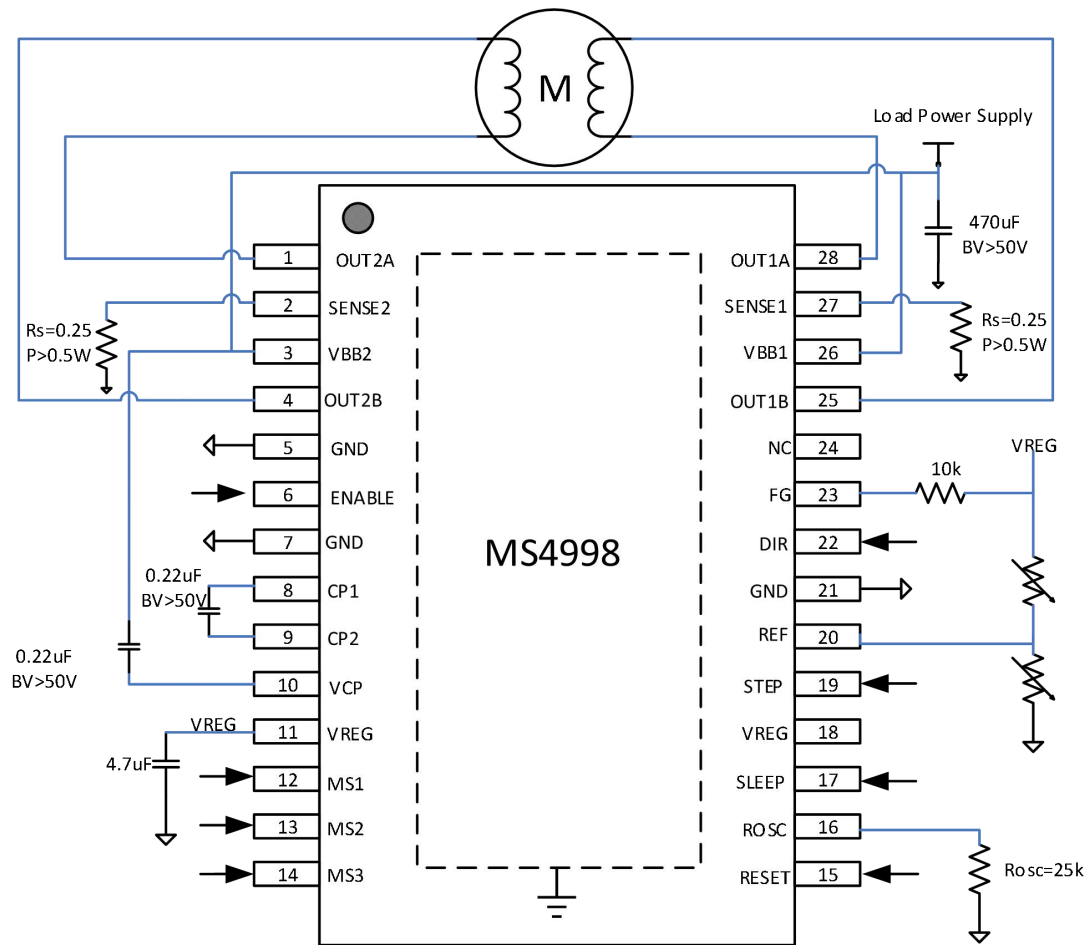 M
Load Power Supply
470uF
BV>50V
1
OUT2A
OUT1A
28
2
SENSE2
SENSE1
27
Rs=0.25
P>0.5W
Rs=0.25
P>0.5W
3
VBB2
VBB1
26
4
OUT2B
OUT1B
25
5
GND
NC
24
VREG
10k
6
ENABLE
FG
23
7
GND
DIR
22
MS4998
0.22uF
BV>50V
8
CP1
GND
21
9
CP2
REF
20
0.22uF
BV>50V
10
VCP
STEP
19
VREG
11
VREG
VREG
18
4.7uF
12
MS1
SLEEP
17
13
MS2
ROSC
16
14
MS3
RESET
15
Rosc=25k